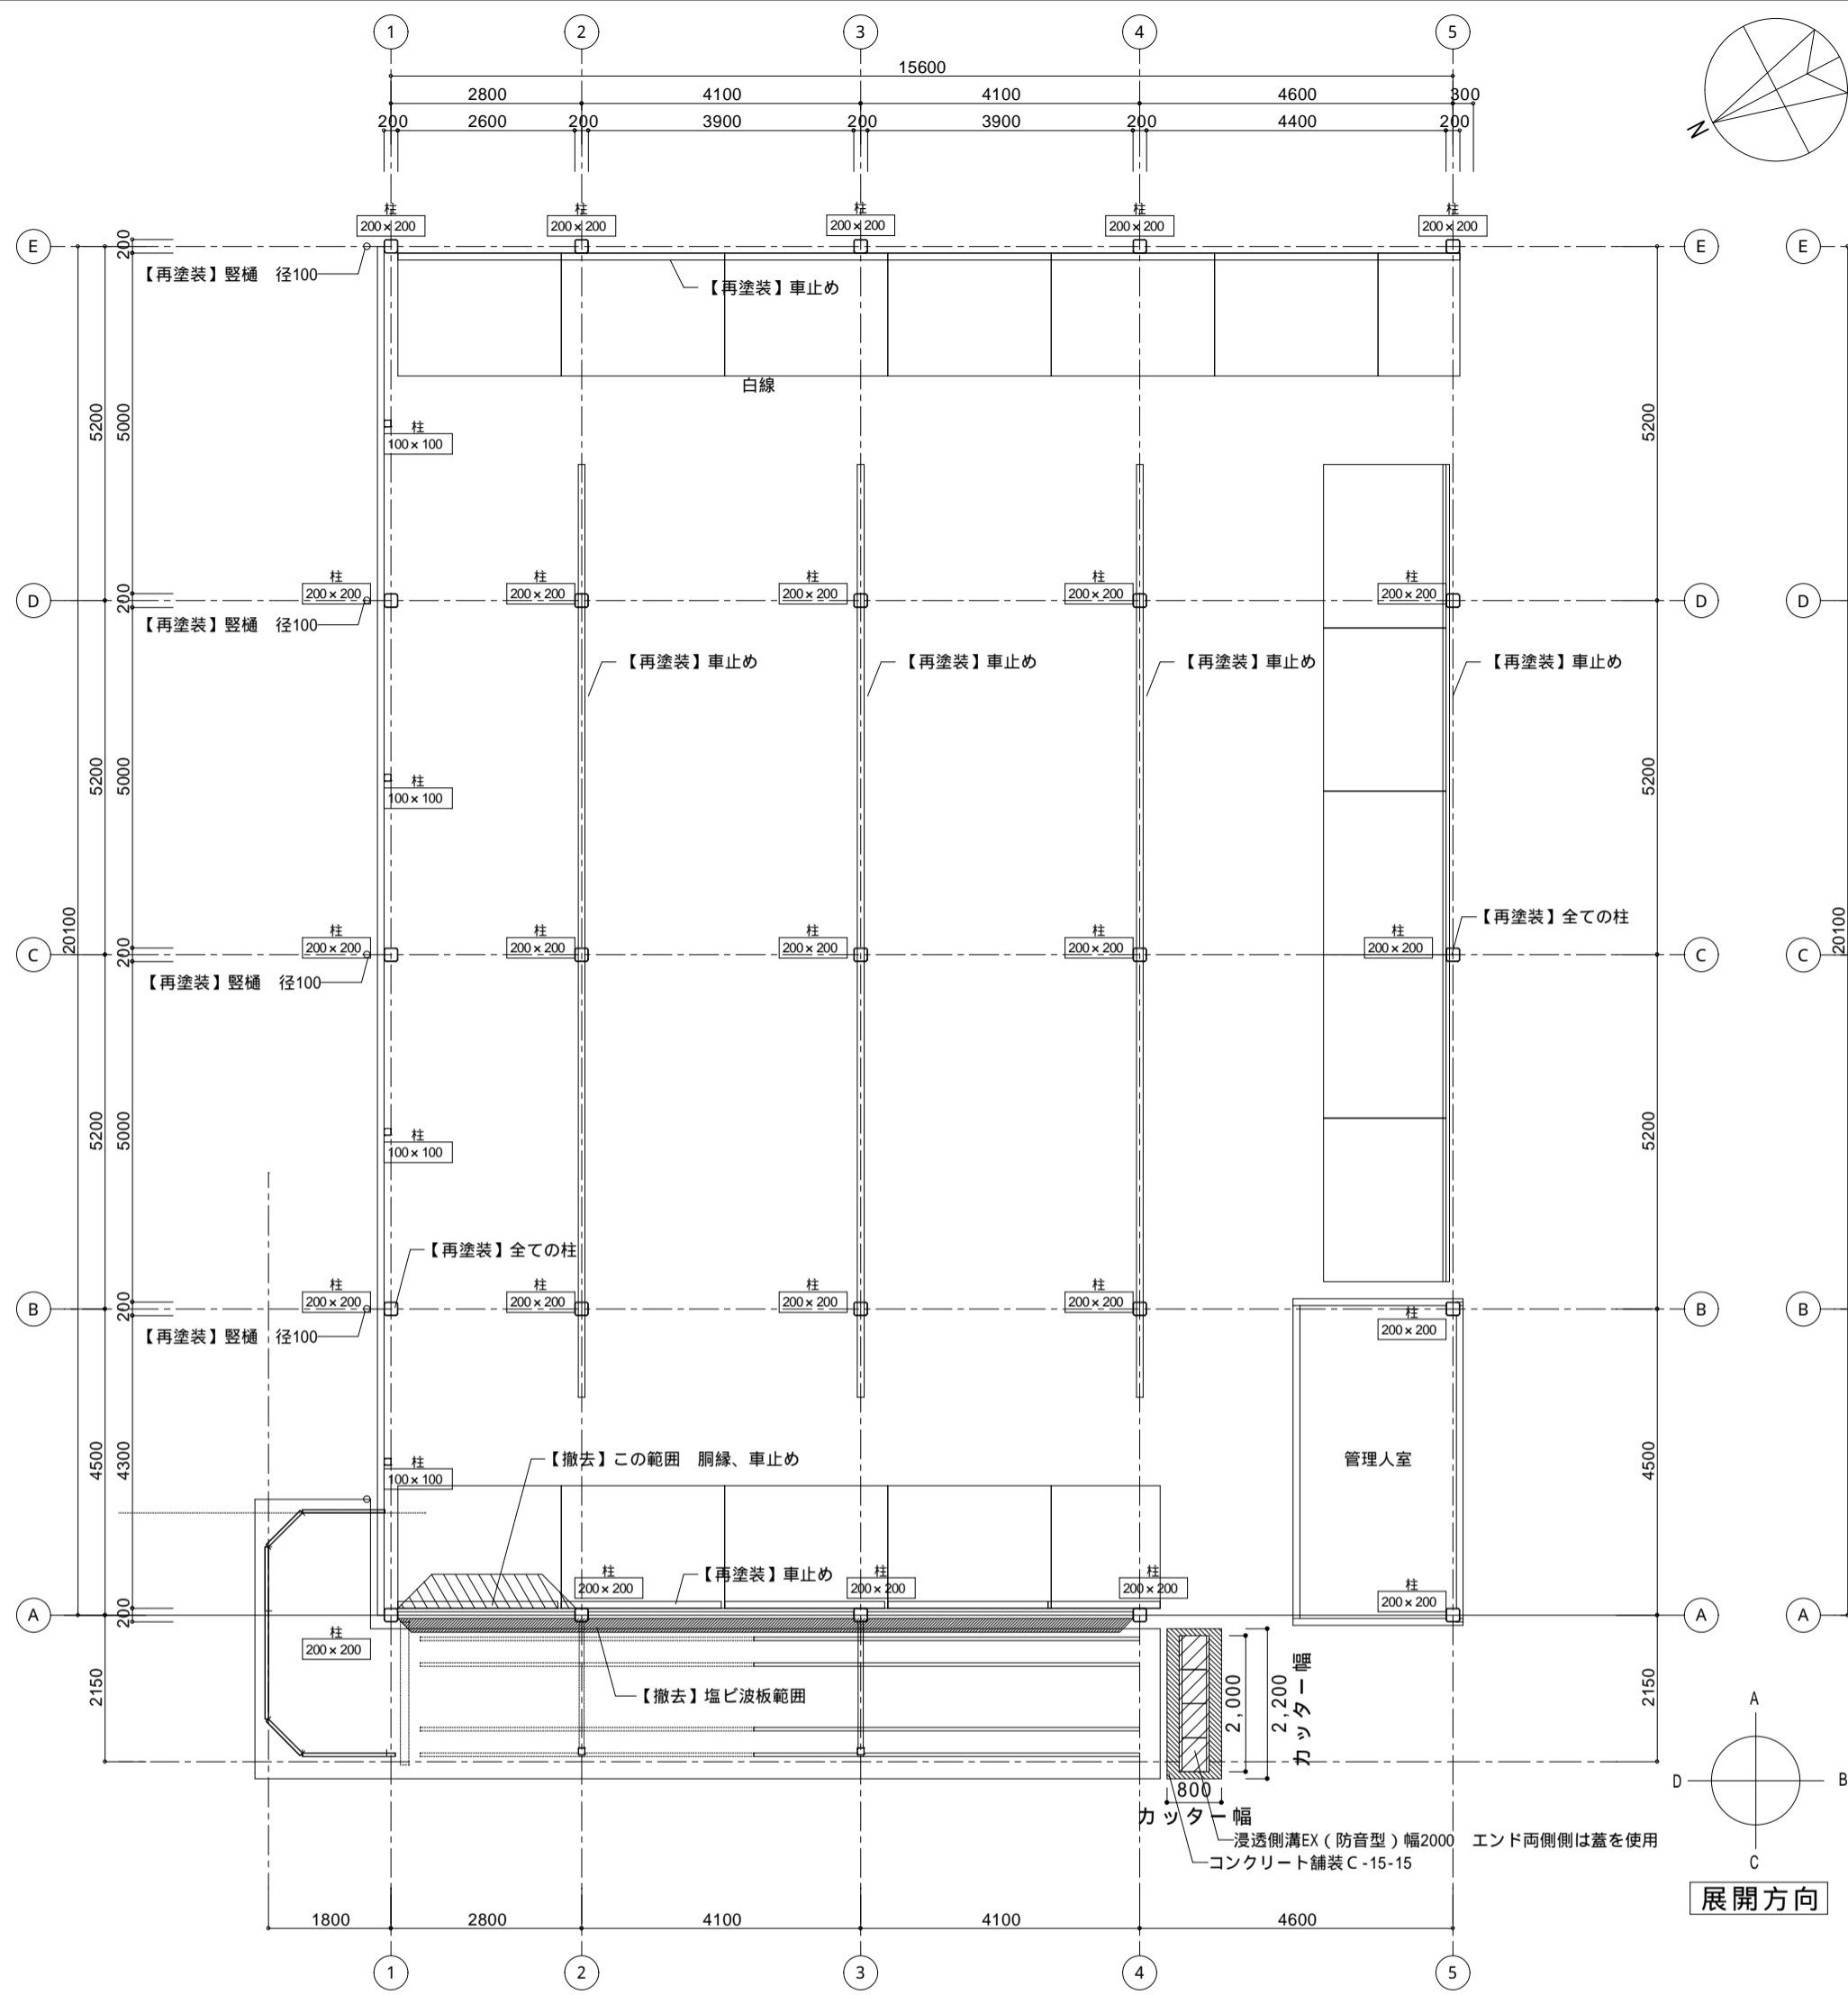 1 2 3 4 5
15600
2800 4100 4100 4600 300
200 2600 200 3900 200 3900 200 4400 200
N
柱 柱 柱 柱 柱
200×200 200×200 200×200 200×200 200×200
E E E
200
【再塗装】竪樋　径100
【再塗装】車止め
白線
5200 5000 5200
柱
100×100
柱 柱 柱 柱 柱
200×200 200×200 200×200 200×200 200×200
D D D
200
【再塗装】竪樋　径100
【再塗装】車止め 【再塗装】車止め 【再塗装】車止め 【再塗装】車止め
5200 5000 5200
柱
100×100
【再塗装】全ての柱
20100 20100
柱 柱 柱 柱 柱
200×200 200×200 200×200 200×200 200×200
C C C
200
【再塗装】竪樋　径100
5200 5000 5200
柱
100×100
【再塗装】全ての柱
柱 柱 柱 柱
200×200 200×200 200×200 200×200
B B B
200
柱
200×200
【再塗装】竪樋　径100
4500 4300 4500
【撤去】この範囲　胴縁、車止め
管理人室
柱
100×100
【再塗装】車止め
柱 柱 柱 柱
200×200 200×200 200×200 200×200
A A A
200
柱
200×200
2150 2150
【撤去】塩ビ波板範囲
2,000
2,200
カッター幅
800
カッター幅
浸透側溝EX（防音型）幅2000　エンド両側側は蓋を使用
コンクリート舗装Ｃ-15-15
A
D B
C
展開方向
1800 2800 4100 4100 4600
1 2 3 4 5